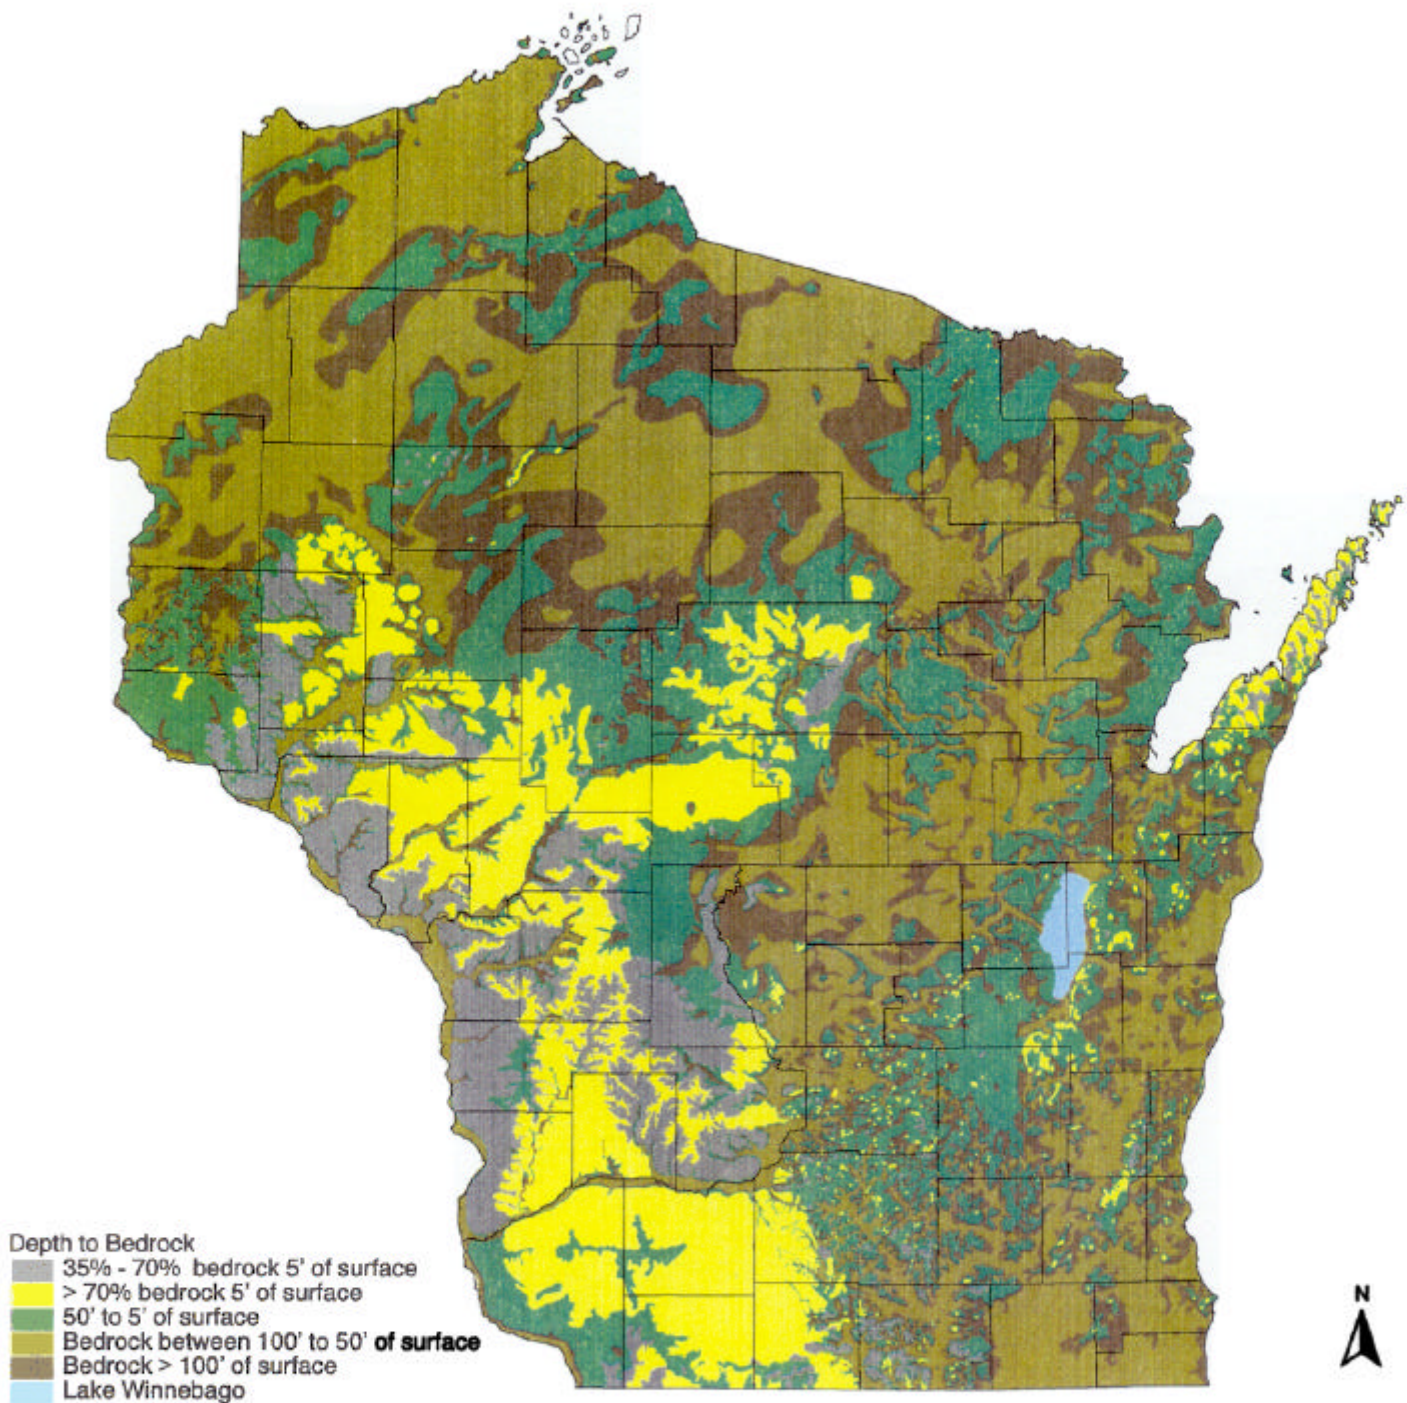 Depth to Bedrock
35% - 70% bedrock 5' of surface
> 70% bedrock 5' of surface
50' to 5' of surface
Bedrock between 100' to 50' of surface
Bedrock > 100' of surface
Lake Winnebago
N